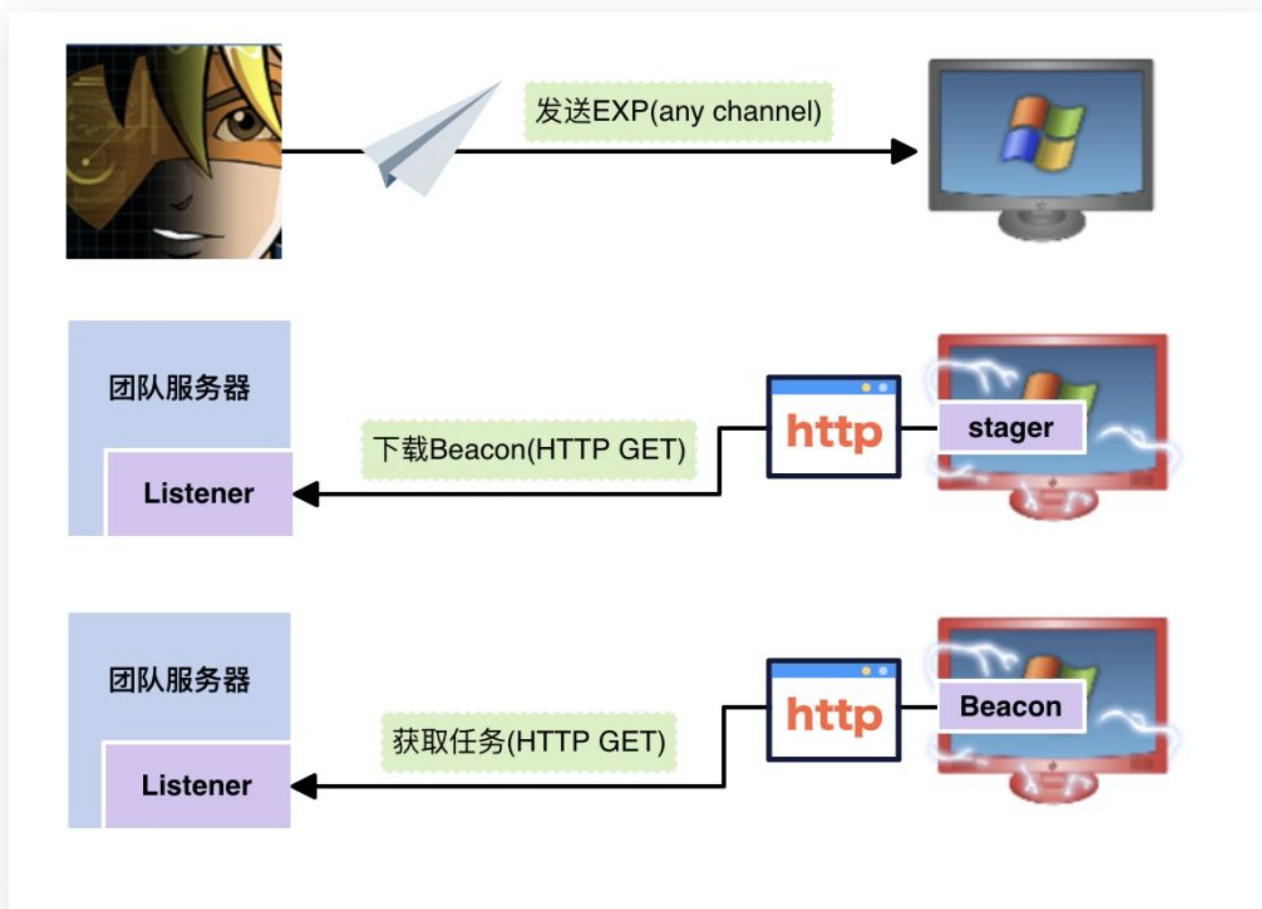 发送EXP(any channel)
团队服务器
Listener
下载Beacon(HTTP GET)
http
stager
团队服务器
Listener
获取任务(HTTP GET)
http
Beacon